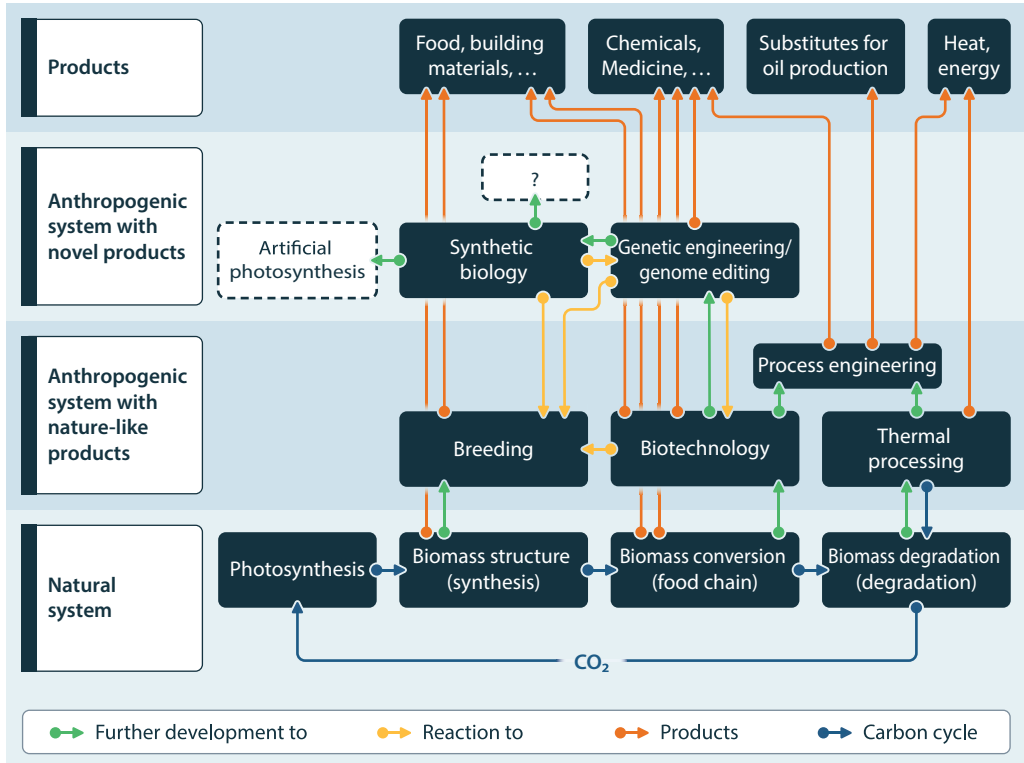 Products
Food, building
materials, …
Chemicals,
Medicine, …
Substitutes for
oil production
Heat,
energy
Anthropogenic
system with
novel products
?
Artificial
photosynthesis
Synthetic
biology
Genetic engineering/
genome editing
Anthropogenic
system with
nature-like
products
Process engineering
Breeding
Biotechnology
Thermal
processing
Natural
system
Photosynthesis
Biomass structure
(synthesis)
Biomass conversion
(food chain)
Biomass degradation
(degradation)
CO₂
Further development to
Reaction to
Products
Carbon cycle